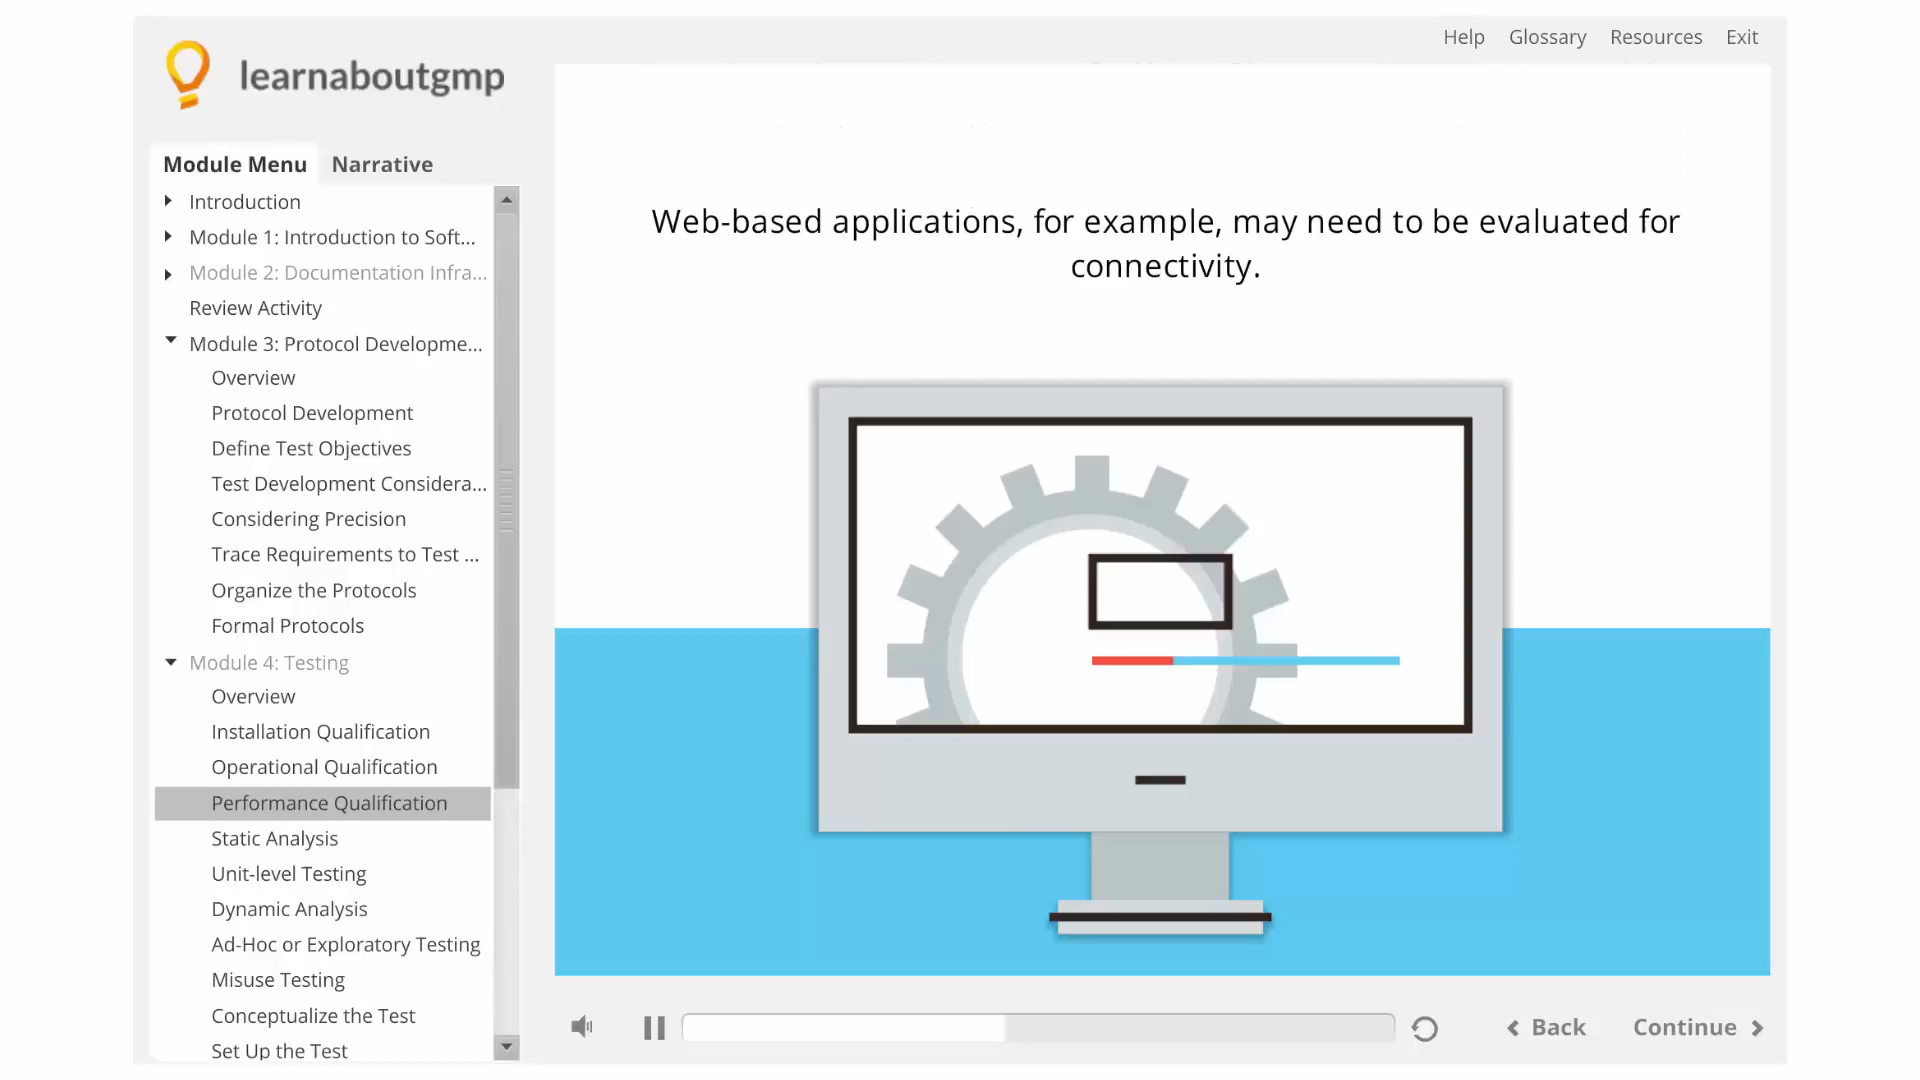 Help Glossary Resources Exit
learnaboutgmp
Module Menu Narrative
Introduction
Module 1: Introduction to Soft...
Module 2: Documentation Infra...
Review Activity
Module 3: Protocol Developme...
Overview
Protocol Development
Define Test Objectives
Test Development Considera...
Considering Precision
Trace Requirements to Test ...
Organize the Protocols
Formal Protocols
Module 4: Testing
Overview
Installation Qualification
Operational Qualification
Performance Qualification
Static Analysis
Unit-level Testing
Dynamic Analysis
Ad-Hoc or Exploratory Testing
Misuse Testing
Conceptualize the Test
Set Up the Test
Web-based applications, for example, may need to be evaluated for
connectivity.
Back Continue